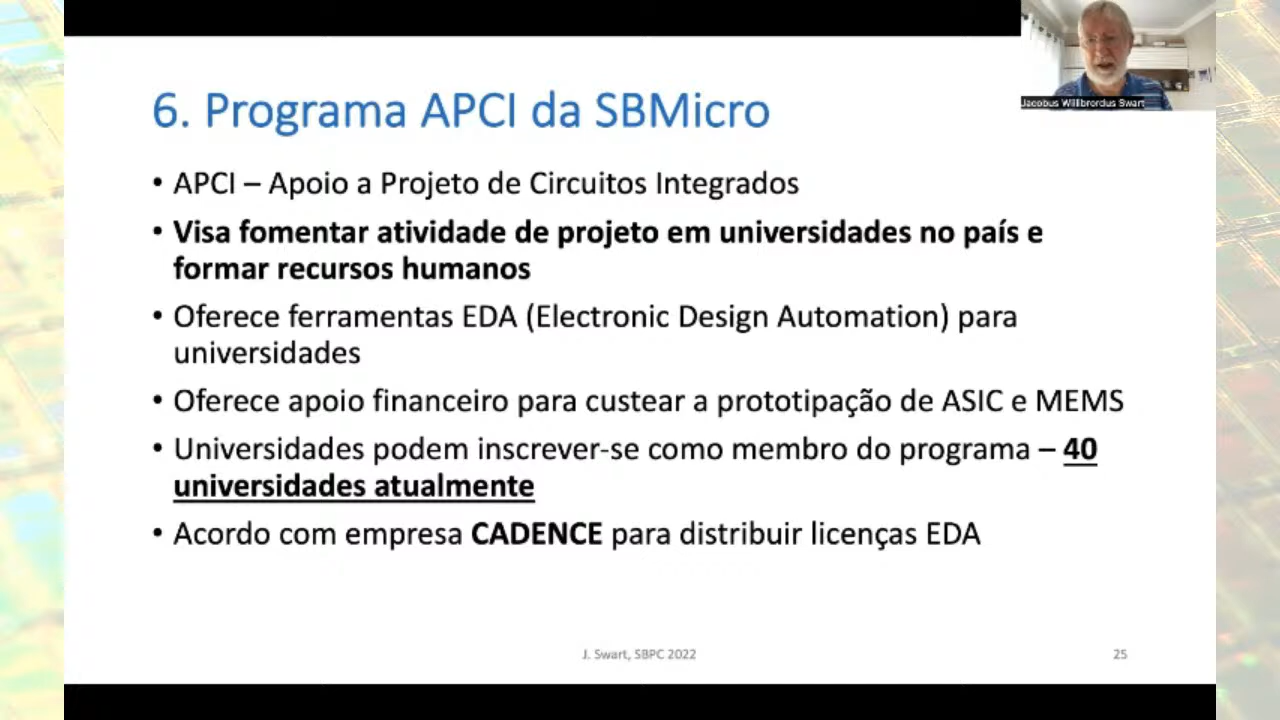 Jacobus Willibrordus Swart
6. Programa APCI da SBMicro
• APCI – Apoio a Projeto de Circuitos Integrados
• Visa fomentar atividade de projeto em universidades no país e
formar recursos humanos
• Oferece ferramentas EDA (Electronic Design Automation) para
universidades
• Oferece apoio financeiro para custear a prototipação de ASIC e MEMS
• Universidades podem inscrever-se como membro do programa – 40
universidades atualmente
• Acordo com empresa CADENCE para distribuir licenças EDA
J. Swart, SBPC 2022
25